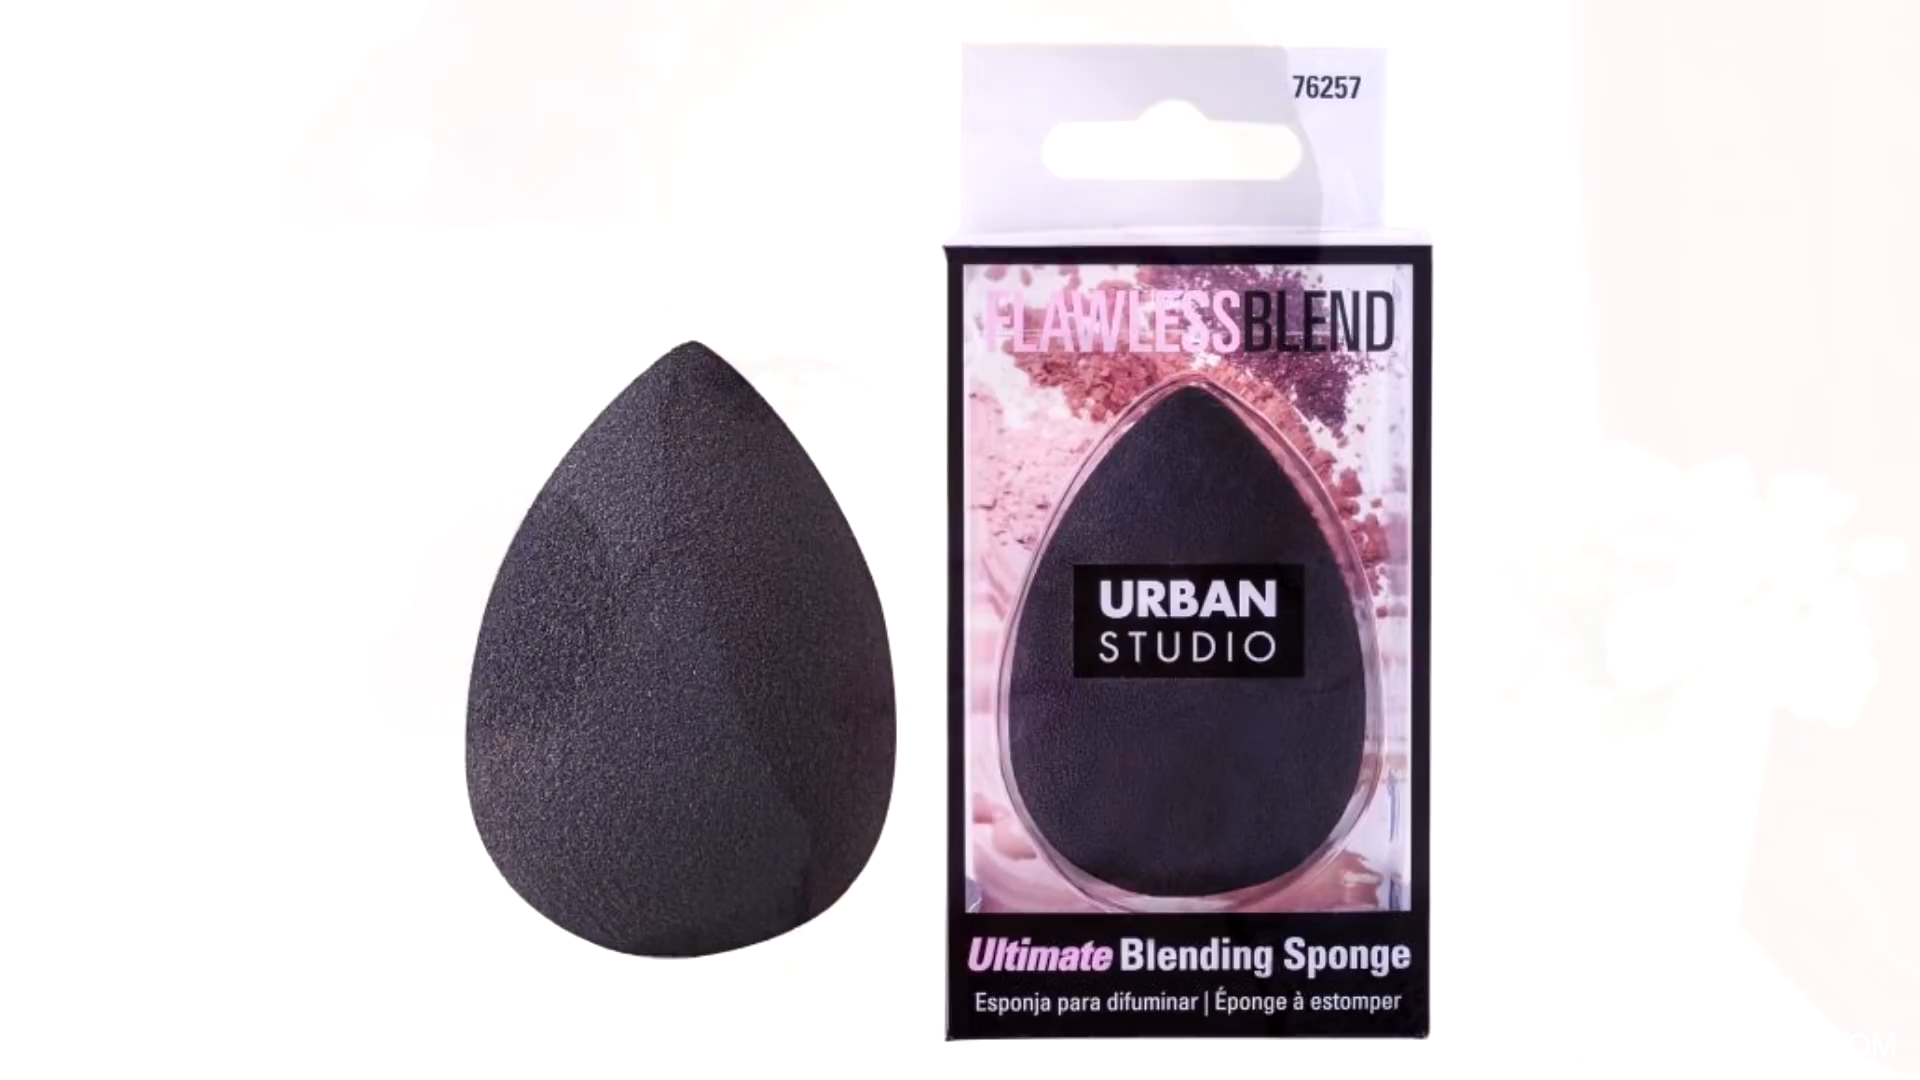 76257
FLAWLESSBLEND
URBAN
STUDIO
Ultimate Blending Sponge
Esponja para difuminar | Éponge à estomper